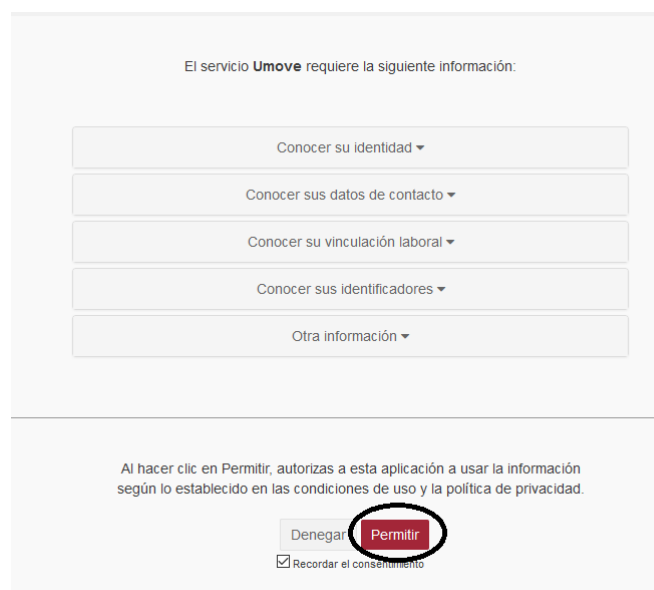 El servicio Umove requiere la siguiente información:
Conocer su identidad
Conocer sus datos de contacto
Conocer su vinculación laboral
Conocer sus identificadores
Otra información
Al hacer clic en Permitir, autorizas a esta aplicación a usar la información
según lo establecido en las condiciones de uso y la política de privacidad.
Denegar Permitir
Recordar el consentimiento